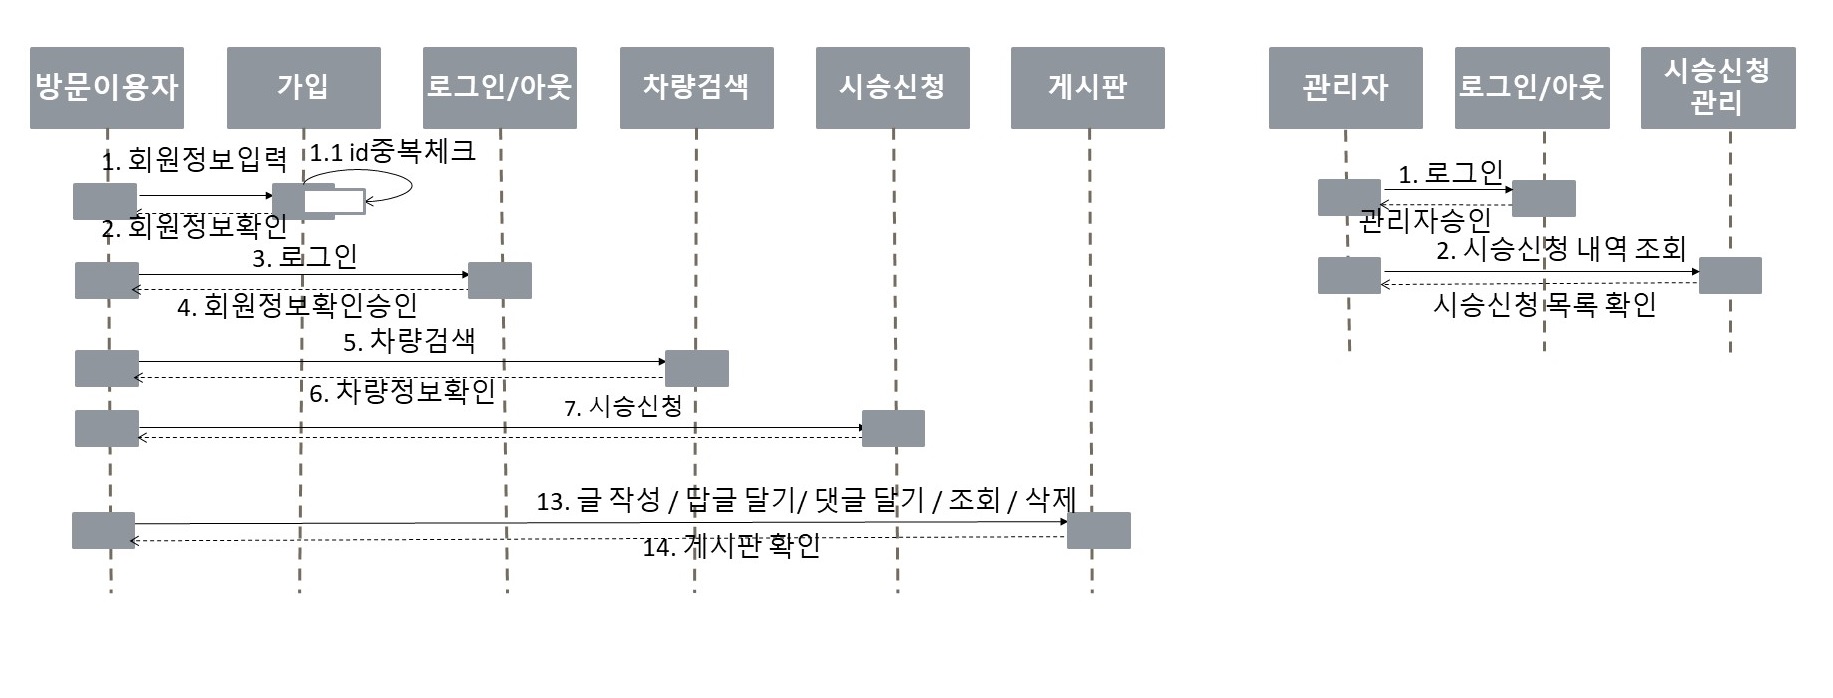 방문이용자
가입
로그인/아웃
차량검색
시승신청
게시판
1. 회원정보입력
1.1 id중복체크
2. 회원정보확인
3. 로그인
4. 회원정보확인승인
5. 차량검색
6. 차량정보확인
7. 시승신청
13. 글 작성 / 답글 달기/ 댓글 달기 / 조회 / 삭제
14. 게시판 확인
관리자
로그인/아웃
시승신청
관리
1. 로그인
관리자승인
2. 시승신청 내역 조회
시승신청 목록 확인